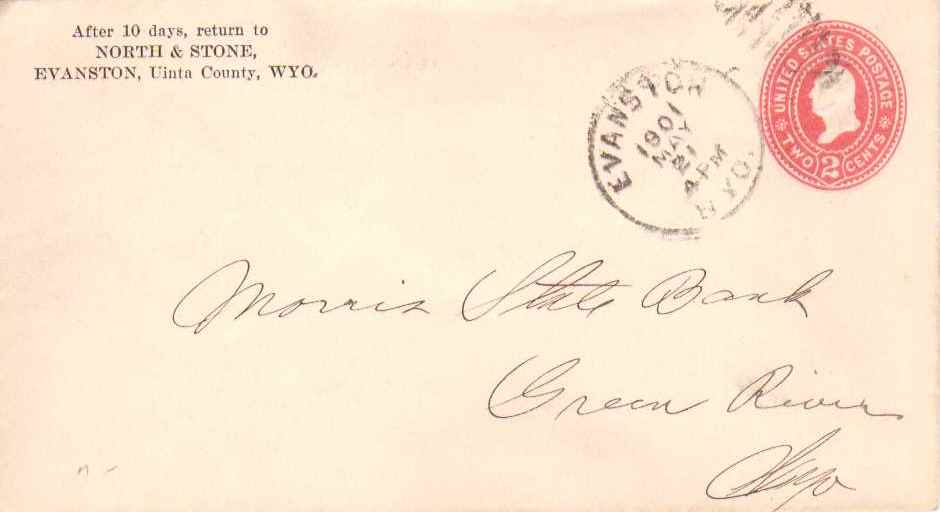 After 10 days, return to
NORTH & STONE,
EVANSTON, Uinta County, WYO.
EVANSTON WYO.
1901
MAY
4-PM
UNITED STATES POSTAGE
TWO 2 CENTS
Morris State Bank
Green River
Wyo